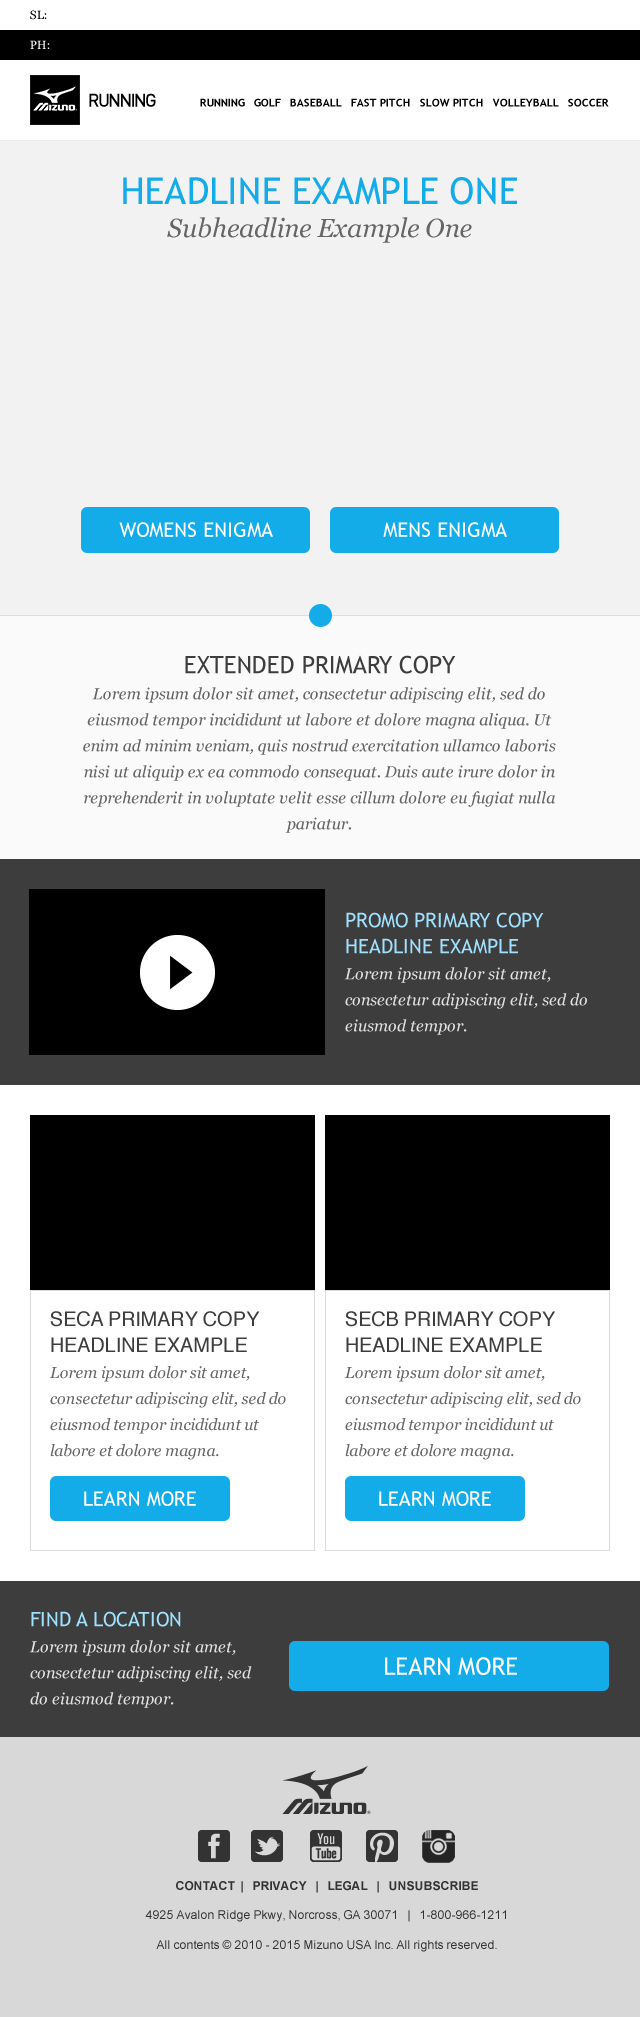 SL:
PH:
MIZUNO
RUNNING
RUNNING GOLF BASEBALL FAST PITCH SLOW PITCH VOLLEYBALL SOCCER
HEADLINE EXAMPLE ONE
Subheadline Example One
WOMENS ENIGMA
MENS ENIGMA
EXTENDED PRIMARY COPY
Lorem ipsum dolor sit amet, consectetur adipiscing elit, sed do
eiusmod tempor incididunt ut labore et dolore magna aliqua. Ut
enim ad minim veniam, quis nostrud exercitation ullamco laboris
nisi ut aliquip ex ea commodo consequat. Duis aute irure dolor in
reprehenderit in voluptate velit esse cillum dolore eu fugiat nulla
pariatur.
PROMO PRIMARY COPY
HEADLINE EXAMPLE
Lorem ipsum dolor sit amet,
consectetur adipiscing elit, sed do
eiusmod tempor.
SECA PRIMARY COPY
HEADLINE EXAMPLE
Lorem ipsum dolor sit amet,
consectetur adipiscing elit, sed do
eiusmod tempor incididunt ut
labore et dolore magna.
LEARN MORE
SECB PRIMARY COPY
HEADLINE EXAMPLE
Lorem ipsum dolor sit amet,
consectetur adipiscing elit, sed do
eiusmod tempor incididunt ut
labore et dolore magna.
LEARN MORE
FIND A LOCATION
Lorem ipsum dolor sit amet,
consectetur adipiscing elit, sed
do eiusmod tempor.
LEARN MORE
MIZUNO
You
Tube
CONTACT | PRIVACY | LEGAL | UNSUBSCRIBE
4925 Avalon Ridge Pkwy, Norcross, GA 30071 | 1-800-966-1211
All contents © 2010 - 2015 Mizuno USA Inc. All rights reserved.